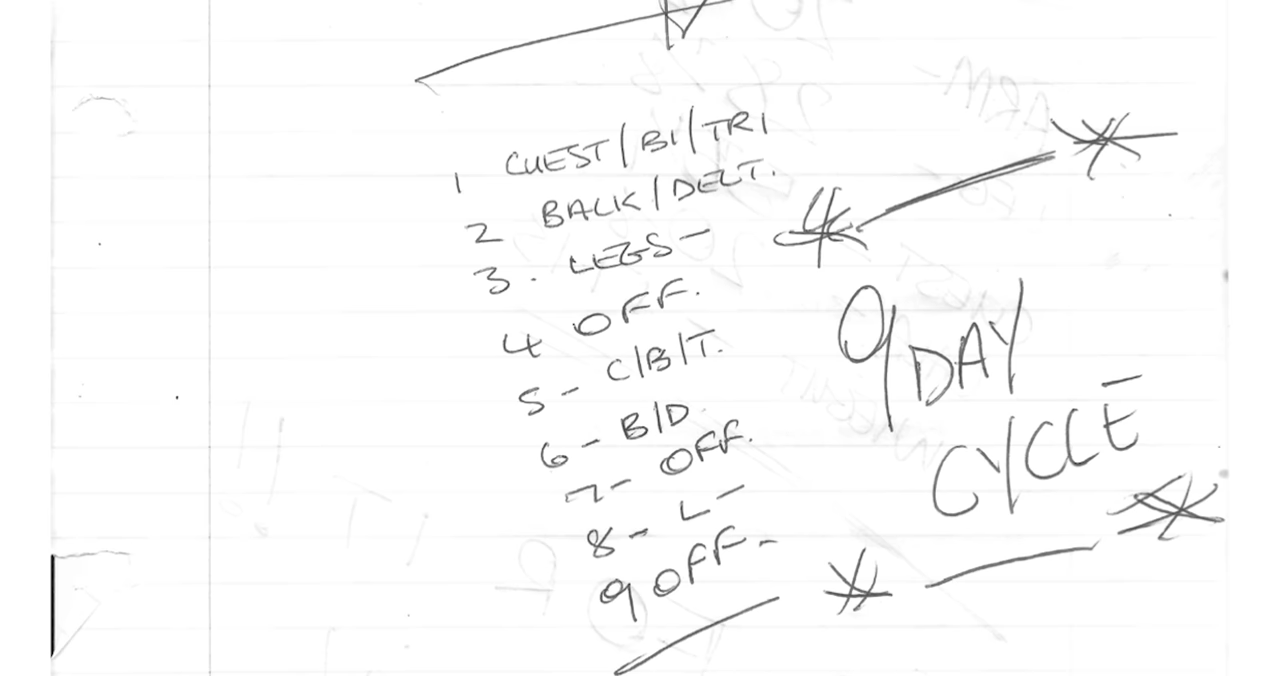 1 CHEST/BI/TRI
2 BACK/DELT.
3. LEGS-
4 OFF.
5- C/B/T.
6- B/D.
7- OFF.
8- L-
9 OFF-
9 DAY
CYCLE